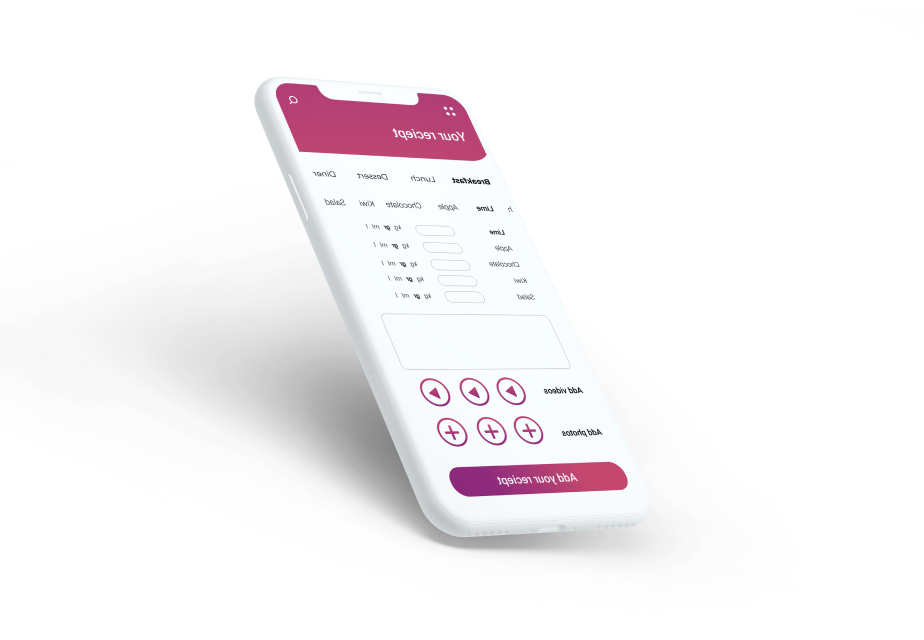 Your reciept
Breakfast Lunch Dessert Diner
h Lime Apple Chocolate Kiwi Salad
Lime kg gr ml l
Apple kg gr ml l
Chocolate kg gr ml l
Kiwi kg gr ml l
Salad kg gr ml l
Add videos
Add photos
Add your reciept